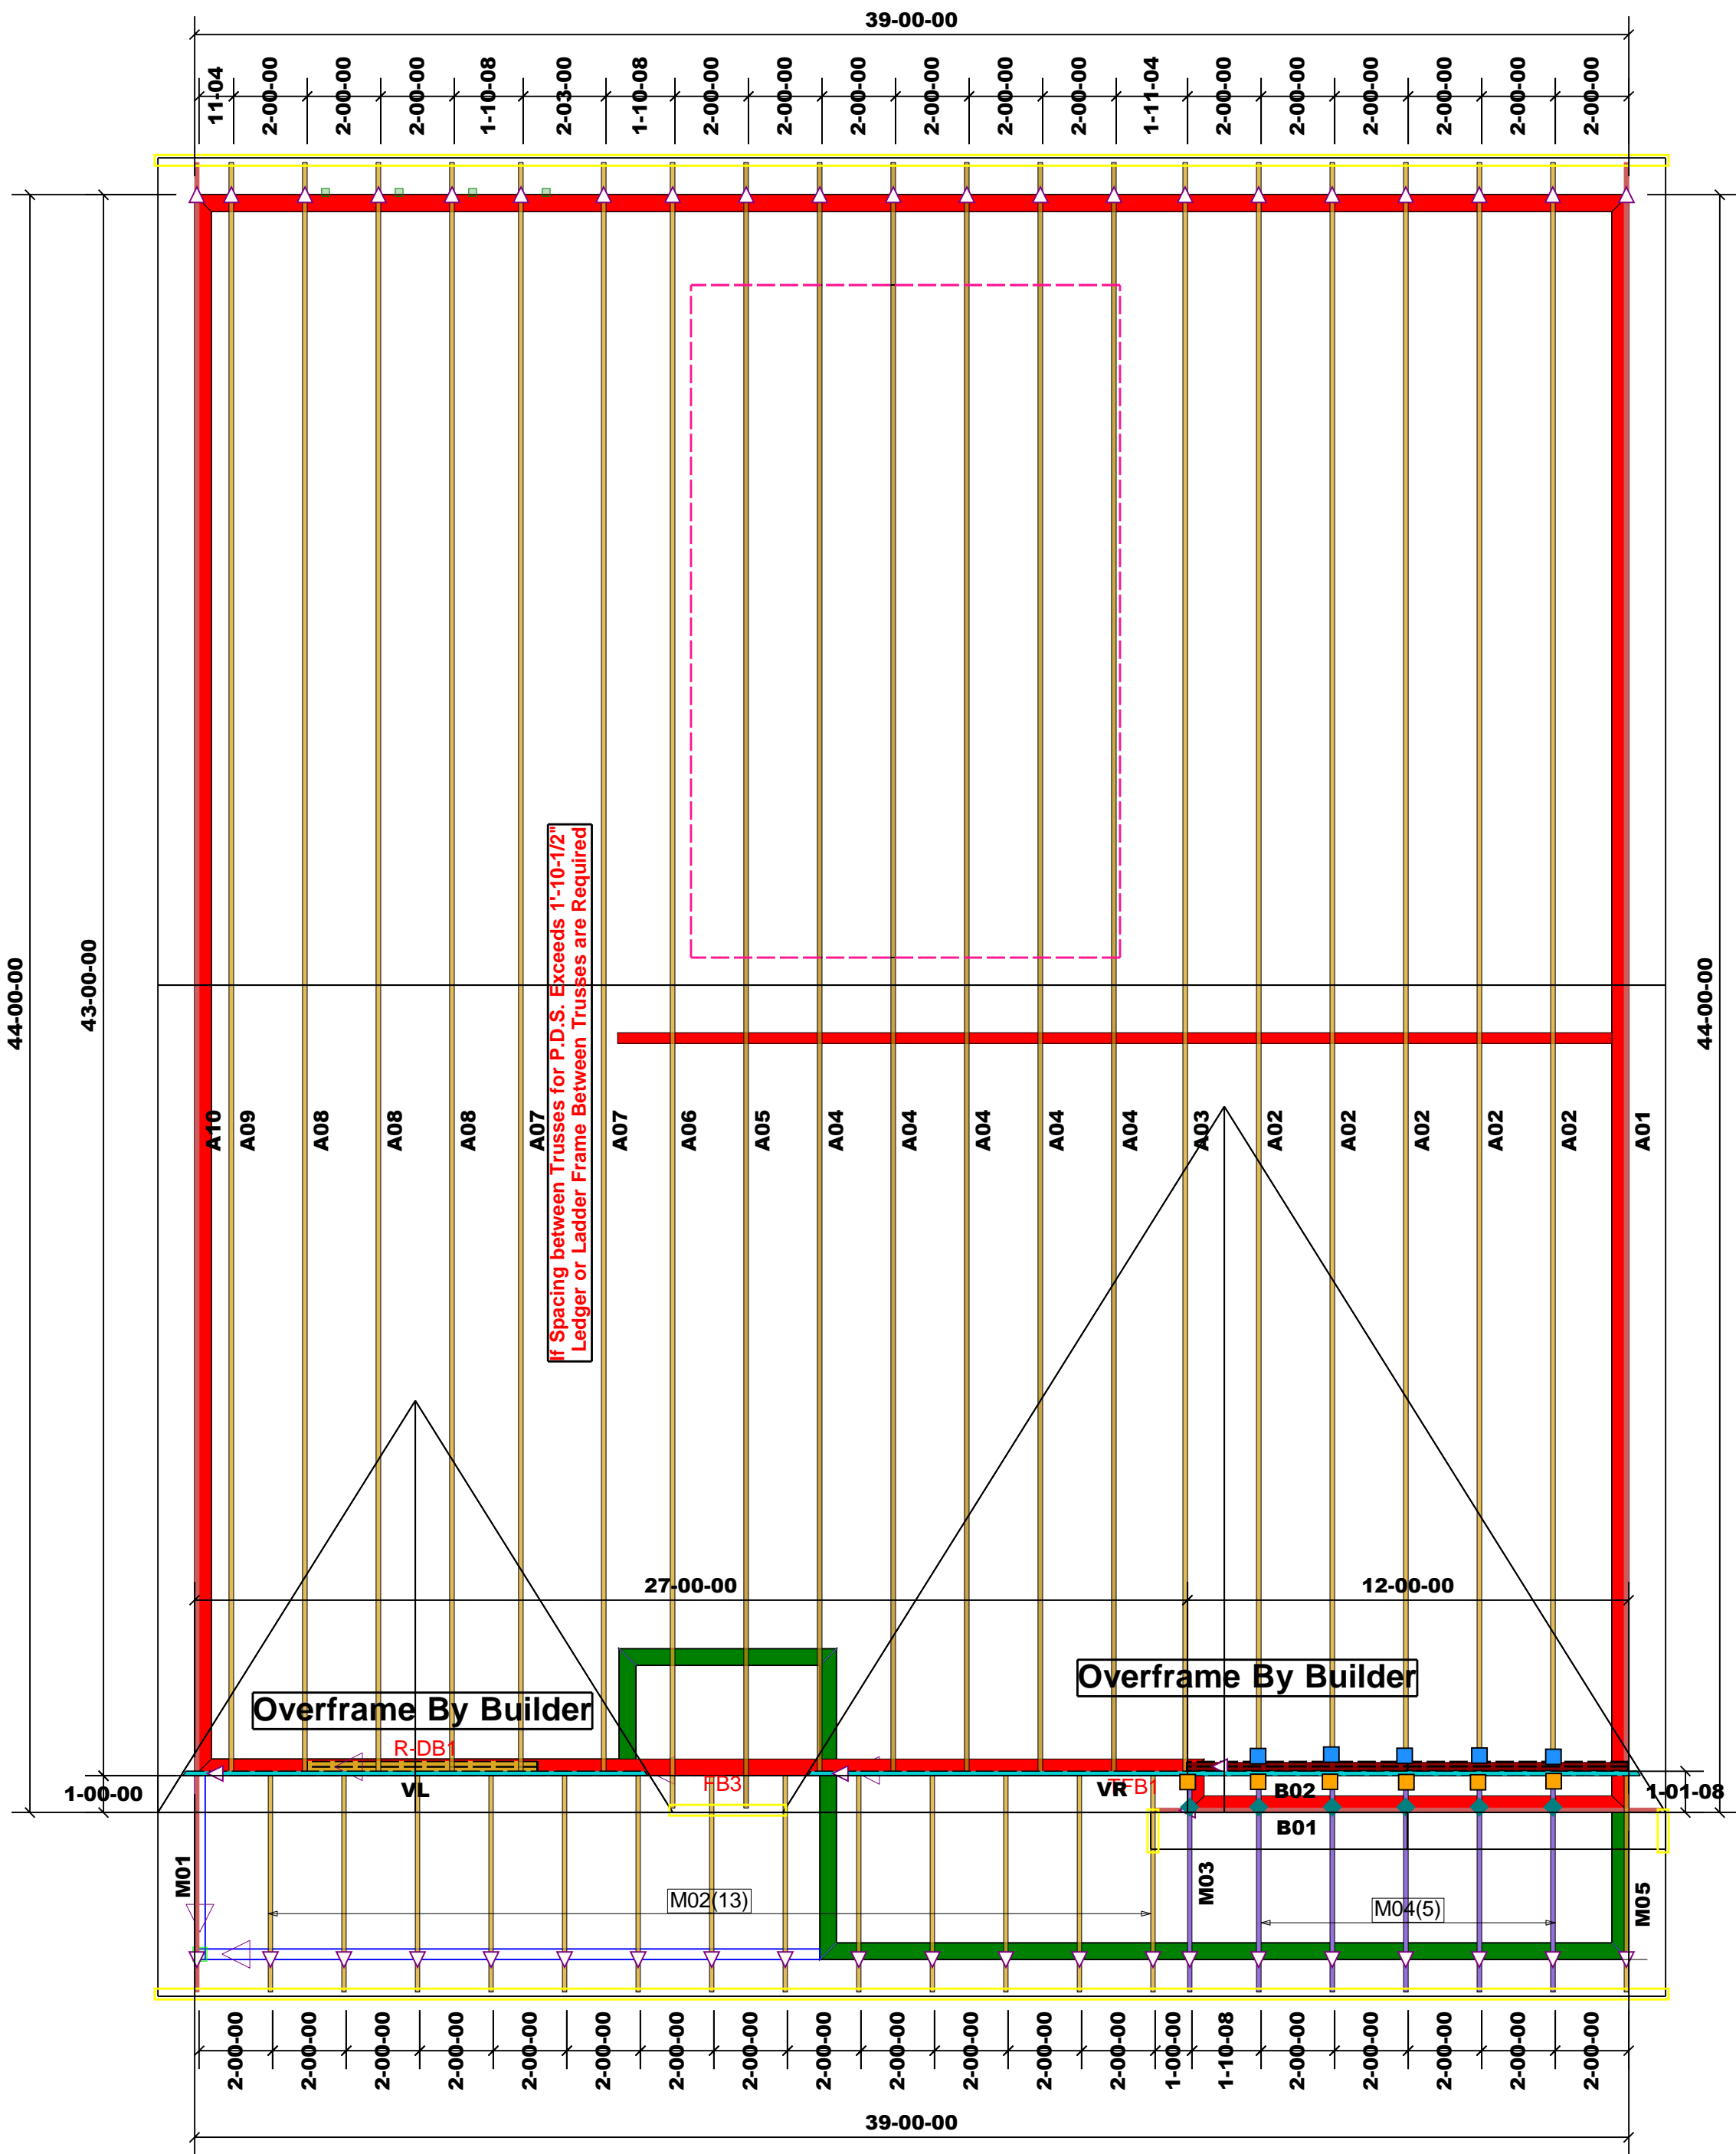 39-00-00
11-04
2-00-00
2-00-00
2-00-00
1-10-08
2-03-00
1-10-08
2-00-00
2-00-00
2-00-00
2-00-00
2-00-00
2-00-00
1-11-04
2-00-00
2-00-00
2-00-00
2-00-00
2-00-00
2-00-00
44-00-00
43-00-00
44-00-00
If Spacing between Trusses for P.D.S. Exceeds 1'-10-1/2"
Ledger or Ladder Frame Between Trusses are Required
A10
A09
A08
A08
A08
A07
A07
A06
A05
A04
A04
A04
A04
A04
A03
A02
A02
A02
A02
A02
A01
27-00-00
12-00-00
Overframe By Builder
Overframe By Builder
R-DB1
1-00-00
VL
FB3
VR
TFB1
B02
1-01-08
B01
M01
M02(13)
M03
M04(5)
M05
2-00-00
2-00-00
2-00-00
2-00-00
2-00-00
2-00-00
2-00-00
2-00-00
2-00-00
2-00-00
2-00-00
2-00-00
2-00-00
1-00-00
1-10-08
2-00-00
2-00-00
2-00-00
2-00-00
2-00-00
39-00-00